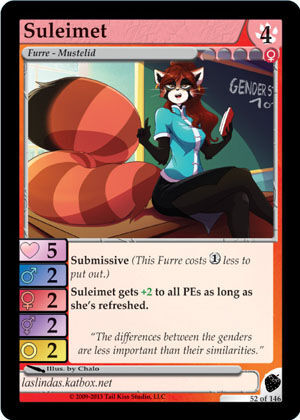 Suleimet
4
Furre - Mustelid
GENDER S
10
5
2
2
2
2
Submissive (This Furre costs 1 less to
put out.)
Suleimet gets +2 to all PEs as long as
she's refreshed.
"The differences between the genders
are less important than their similarities."
Illus. by Chalo
laslindas.katbox.net
© 2009-2013 Tail Kiss Studio, LLC
52 of 146